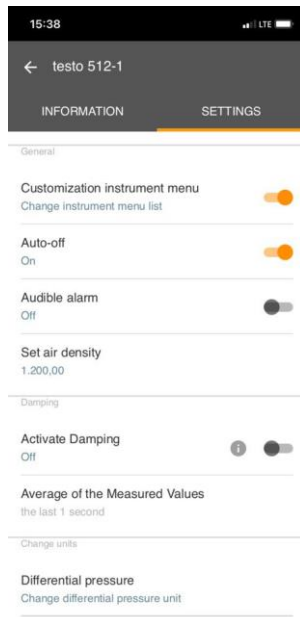 15:38
LTE
testo 512-1
INFORMATION
SETTINGS
General
Customization instrument menu
Change instrument menu list
Auto-off
On
Audible alarm
Off
Set air density
1.200,00
Damping
Activate Damping
Off
Average of the Measured Values
the last 1 second
Change units
Differential pressure
Change differential pressure unit